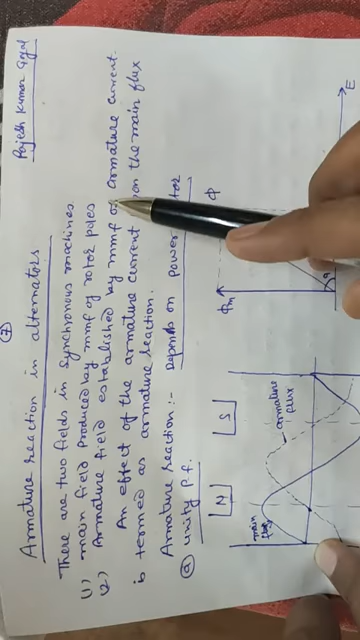 ⑦
Rajesh Kumar Goyal
Armature reaction in alternators
There are two fields in Synchronous machines
(1) main field produced by mmf of rotor poles
(2) Armature field established by mmf of armature current.
An effect of the armature current on the main flux
is termed as armature reaction.
Armature reaction :- Depends on power
ⓐ unity p.f.
N
S
main flux
armature flux
Φm
Φ
E